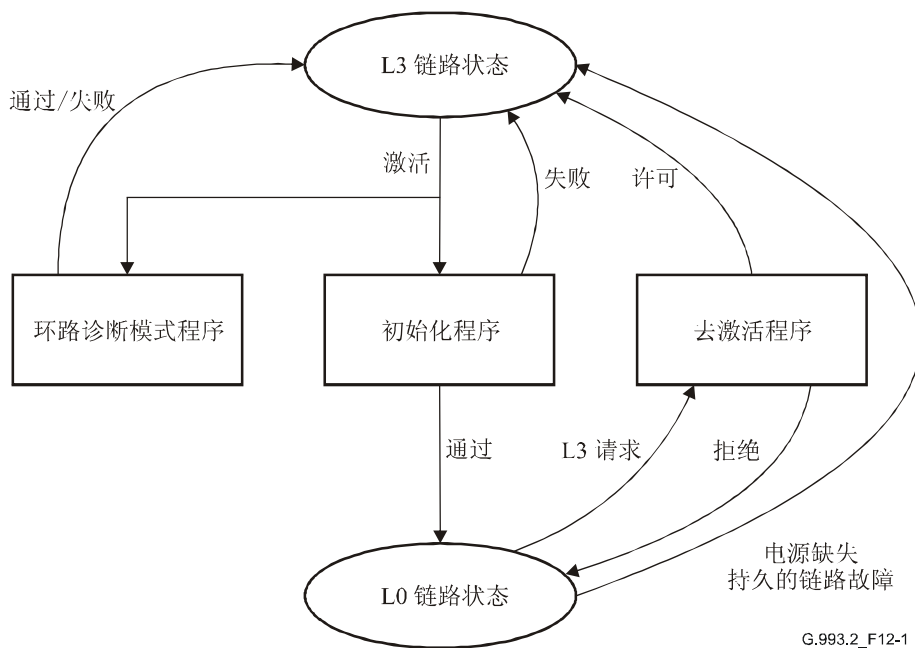 L3 链路状态
通过/失败
激活
失败
许可
环路诊断模式程序
初始化程序
去激活程序
通过
L3 请求
拒绝
L0 链路状态
电源缺失
持久的链路故障
G.993.2_F12-1